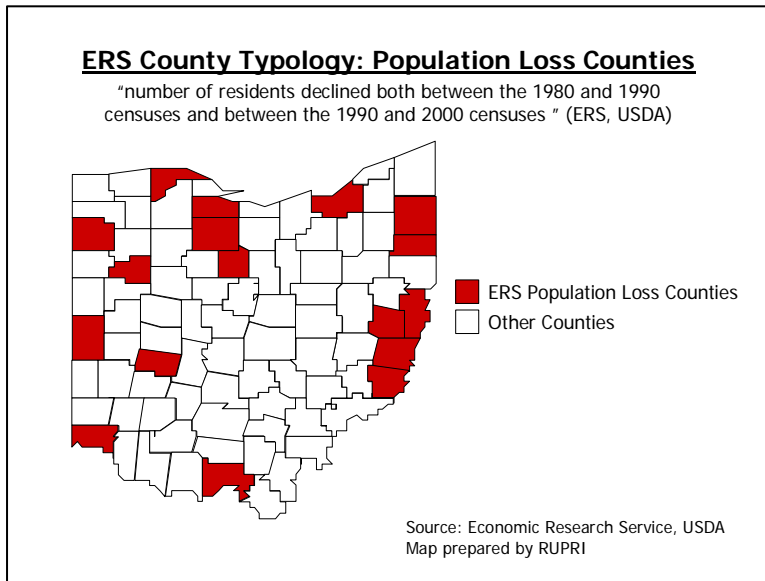 ERS County Typology: Population Loss Counties
"number of residents declined both between the 1980 and 1990
censuses and between the 1990 and 2000 censuses " (ERS, USDA)
ERS Population Loss Counties
Other Counties
Source: Economic Research Service, USDA
Map prepared by RUPRI